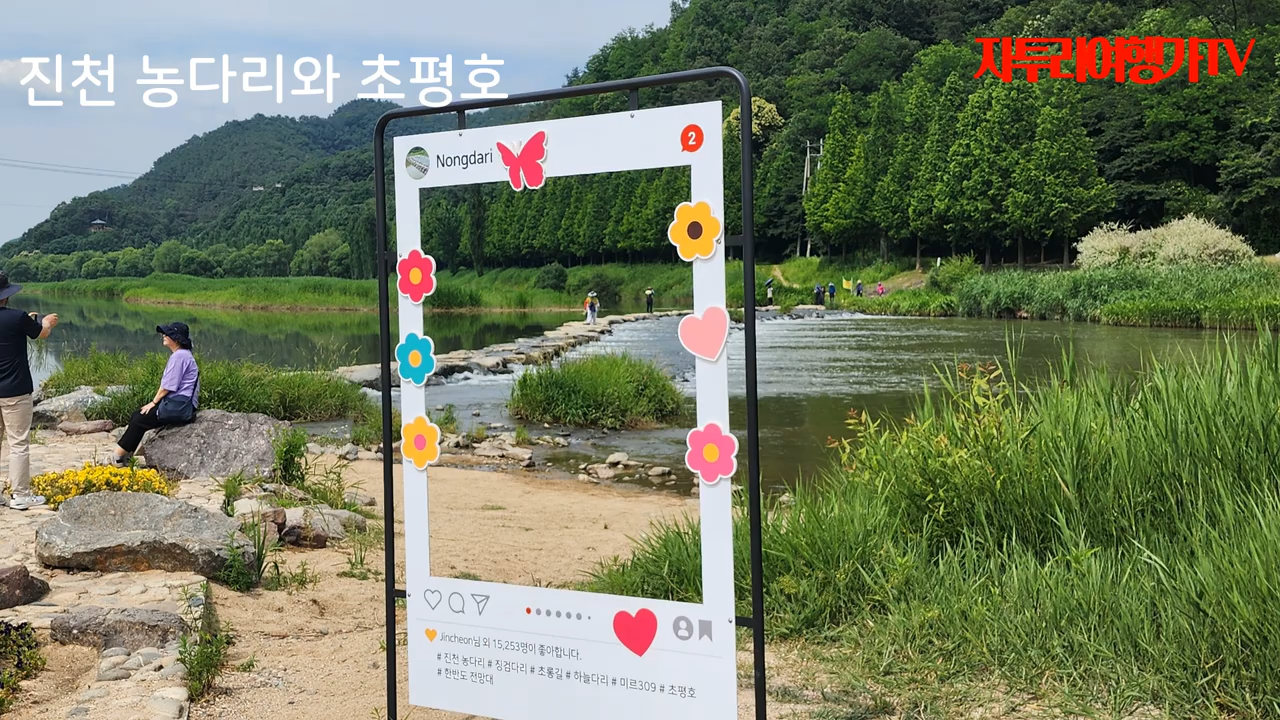 진천 농다리와 초평호
자투리여행가TV
Nongdari
2
Jincheon님 외 15,253명이 좋아합니다.
# 진천 농다리 # 징검다리 # 초롱길 # 하늘다리 # 미르309 # 초평호
# 한반도 전망대